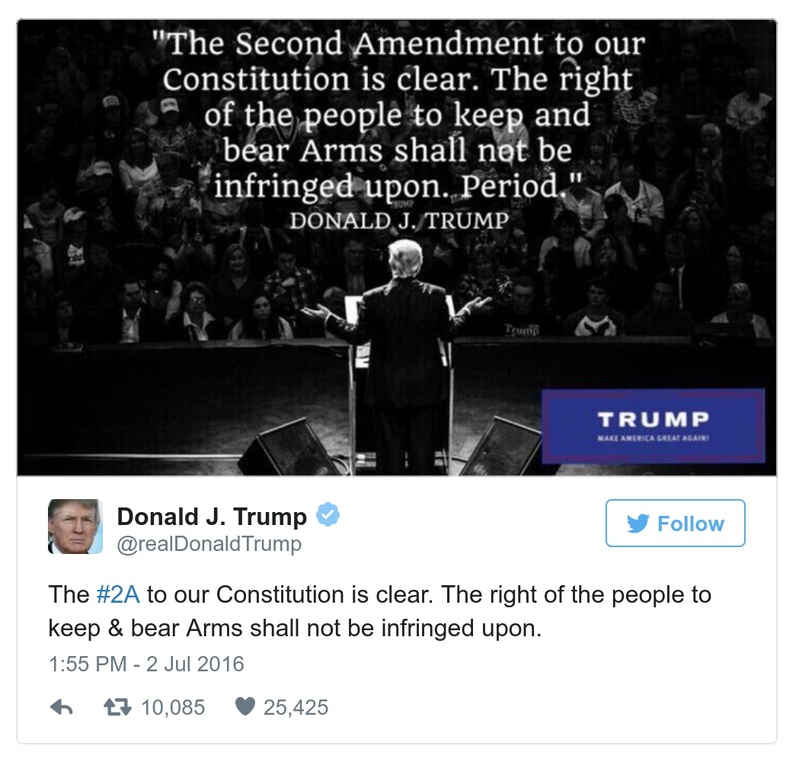 "The Second Amendment to our
Constitution is clear. The right
of the people to keep and
bear Arms shall not be
infringed upon. Period."
DONALD J. TRUMP
Trump
TRUMP
MAKE AMERICA GREAT AGAIN!
Donald J. Trump
@realDonaldTrump
Follow
The #2A to our Constitution is clear. The right of the people to
keep & bear Arms shall not be infringed upon.
1:55 PM - 2 Jul 2016
10,085 25,425